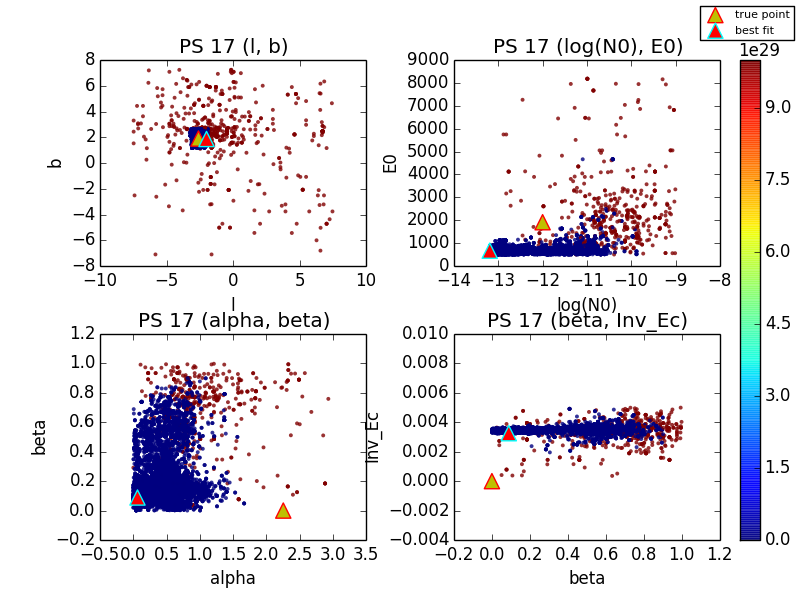 true point
best fit
PS 17 (l, b)
PS 17 (log(N0), E0)
1e29
8
6
4
2
0
−2
−4
−6
−8
b
−10 −5 0 5 10
l
9000
8000
7000
6000
5000
4000
3000
2000
1000
0
E0
−14 −13 −12 −11 −10 −9 −8
log(N0)
9.0
7.5
6.0
4.5
3.0
1.5
0.0
PS 17 (alpha, beta)
PS 17 (beta, Inv_Ec)
1.2
1.0
0.8
0.6
0.4
0.2
0.0
−0.2
beta
−0.5 0.0 0.5 1.0 1.5 2.0 2.5 3.0 3.5
alpha
0.010
0.008
0.006
0.004
0.002
0.000
−0.002
−0.004
Inv_Ec
−0.2 0.0 0.2 0.4 0.6 0.8 1.0 1.2
beta